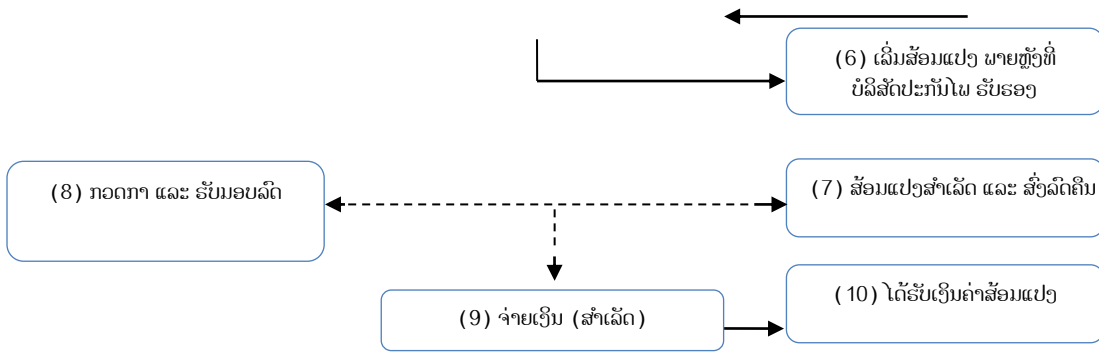 (6) ເລີ່ມສ້ອມແປງ ພາຍຫຼັງທີ່
ບໍລິສັດປະກັນໄພ ຮັບຮອງ
(8) ກວດກາ ແລະ ຮັບມອບລົດ
(7) ສ້ອມແປງສໍາເລັດ ແລະ ສົ່ງລົດຄືນ
(10) ໄດ້ຮັບເງິນຄ່າສ້ອມແປງ
(9) ຈ່າຍເງິນ (ສໍາເລັດ)